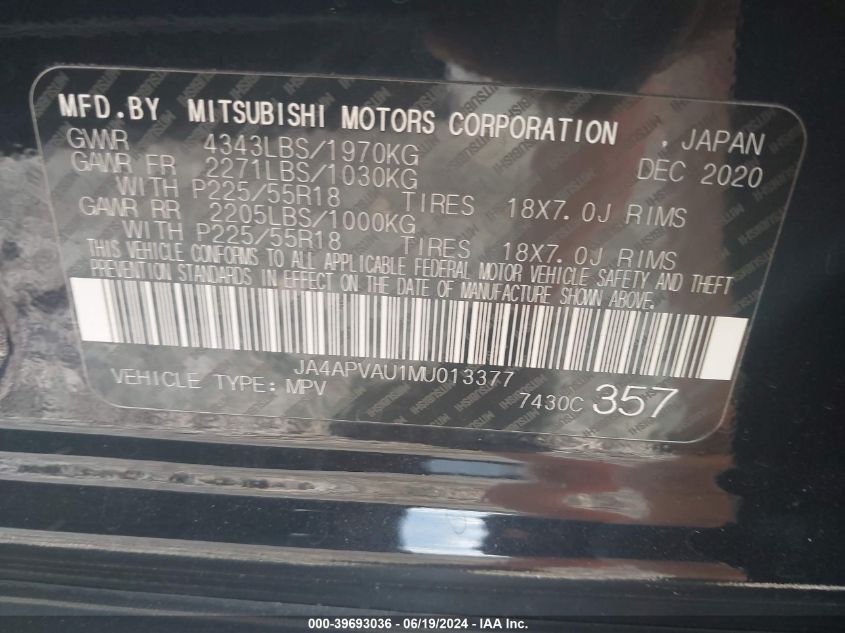 MFD.BY MITSUBISHI MOTORS CORPORATION , JAPAN
GVWR 4343LBS/1970KG DEC 2020
GAWR FR 2271LBS/1030KG
WITH P225/55R18 TIRES 18X7.0J RIMS
GAWR RR 2205LBS/1000KG
WITH P225/55R18 TIRES 18X7.0J RIMS
THIS VEHICLE CONFORMS TO ALL APPLICABLE FEDERAL MOTOR VEHICLE SAFETY AND THEFT
PREVENTION STANDARDS IN EFFECT ON THE DATE OF MANUFACTURE SHOWN ABOVE.
JA4APVAU1MU013377
VEHICLE TYPE: MPV 7430C 357
000-39693036 - 06/19/2024 - IAA Inc.